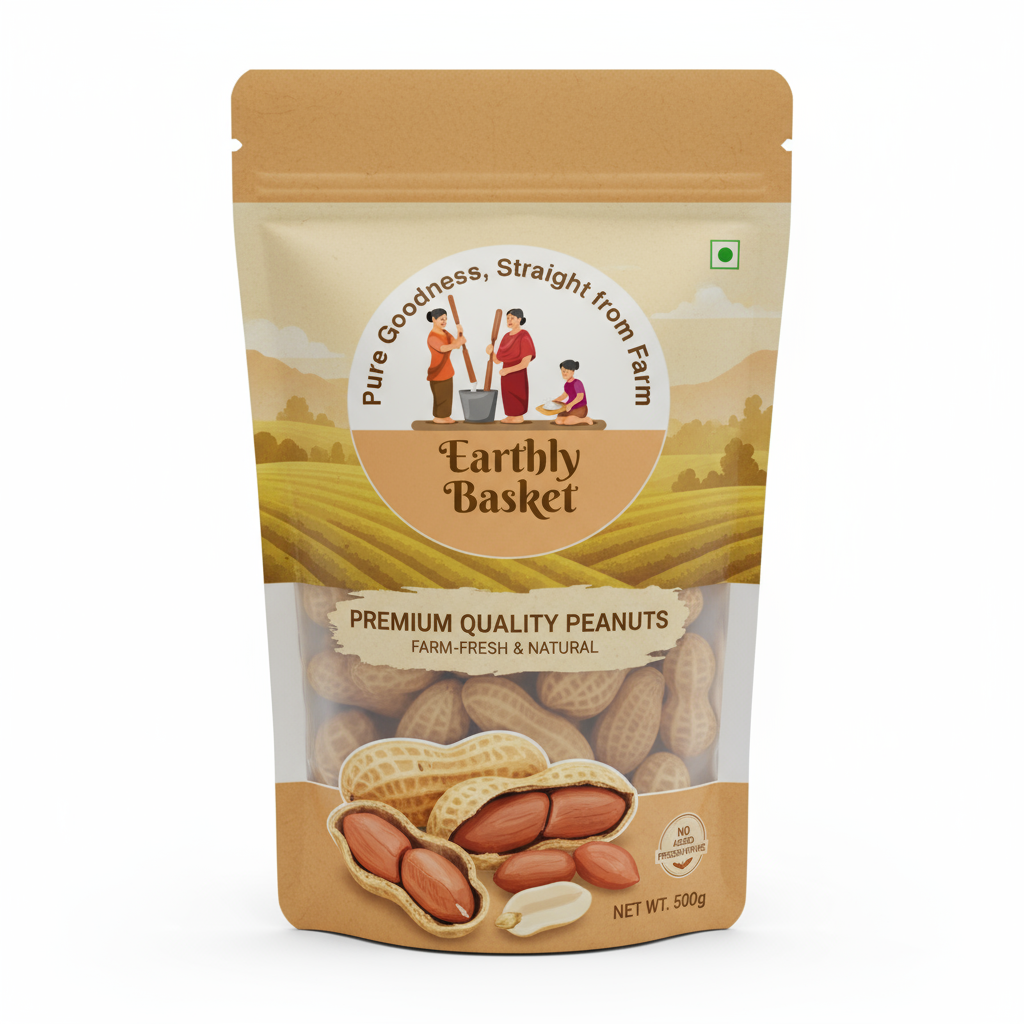 Pure Goodness, Straight from Farm
Earthly
Basket
PREMIUM QUALITY PEANUTS
FARM-FRESH & NATURAL
NO
NET WT. 500g